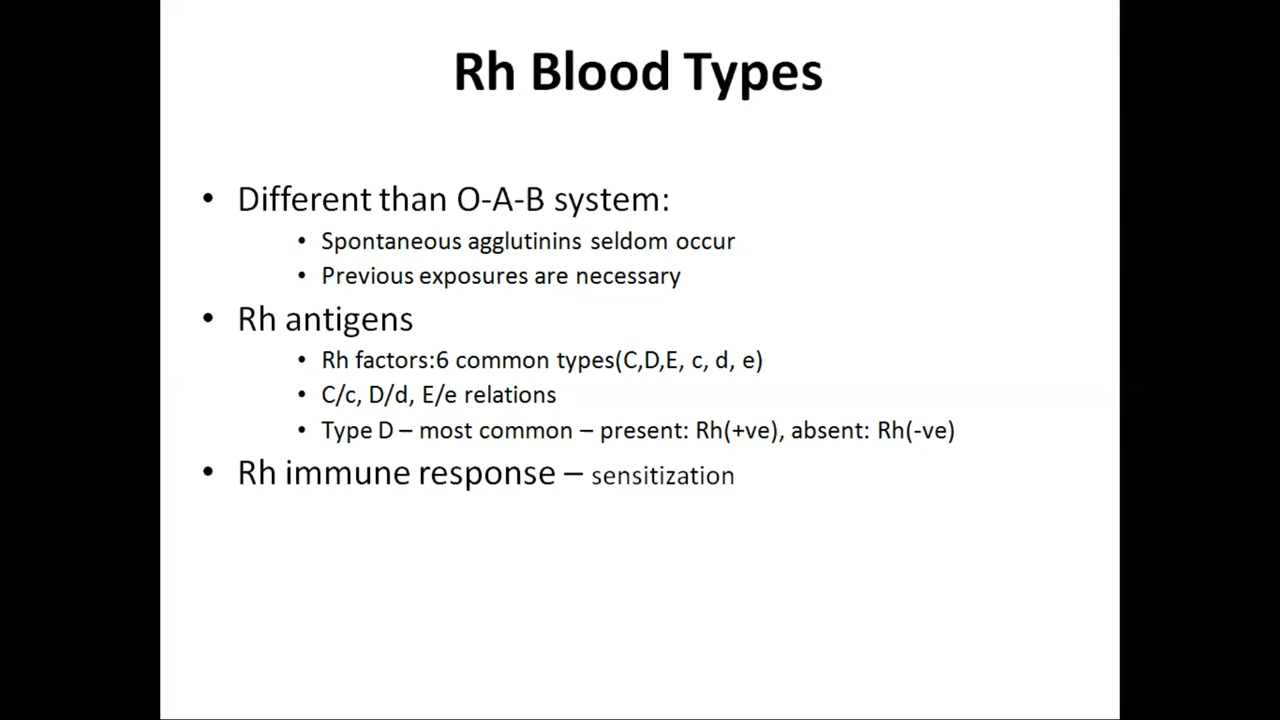 Rh Blood Types
• Different than O-A-B system:
• Spontaneous agglutinins seldom occur
• Previous exposures are necessary
• Rh antigens
• Rh factors:6 common types(C,D,E, c, d, e)
• C/c, D/d, E/e relations
• Type D – most common – present: Rh(+ve), absent: Rh(-ve)
• Rh immune response – sensitization